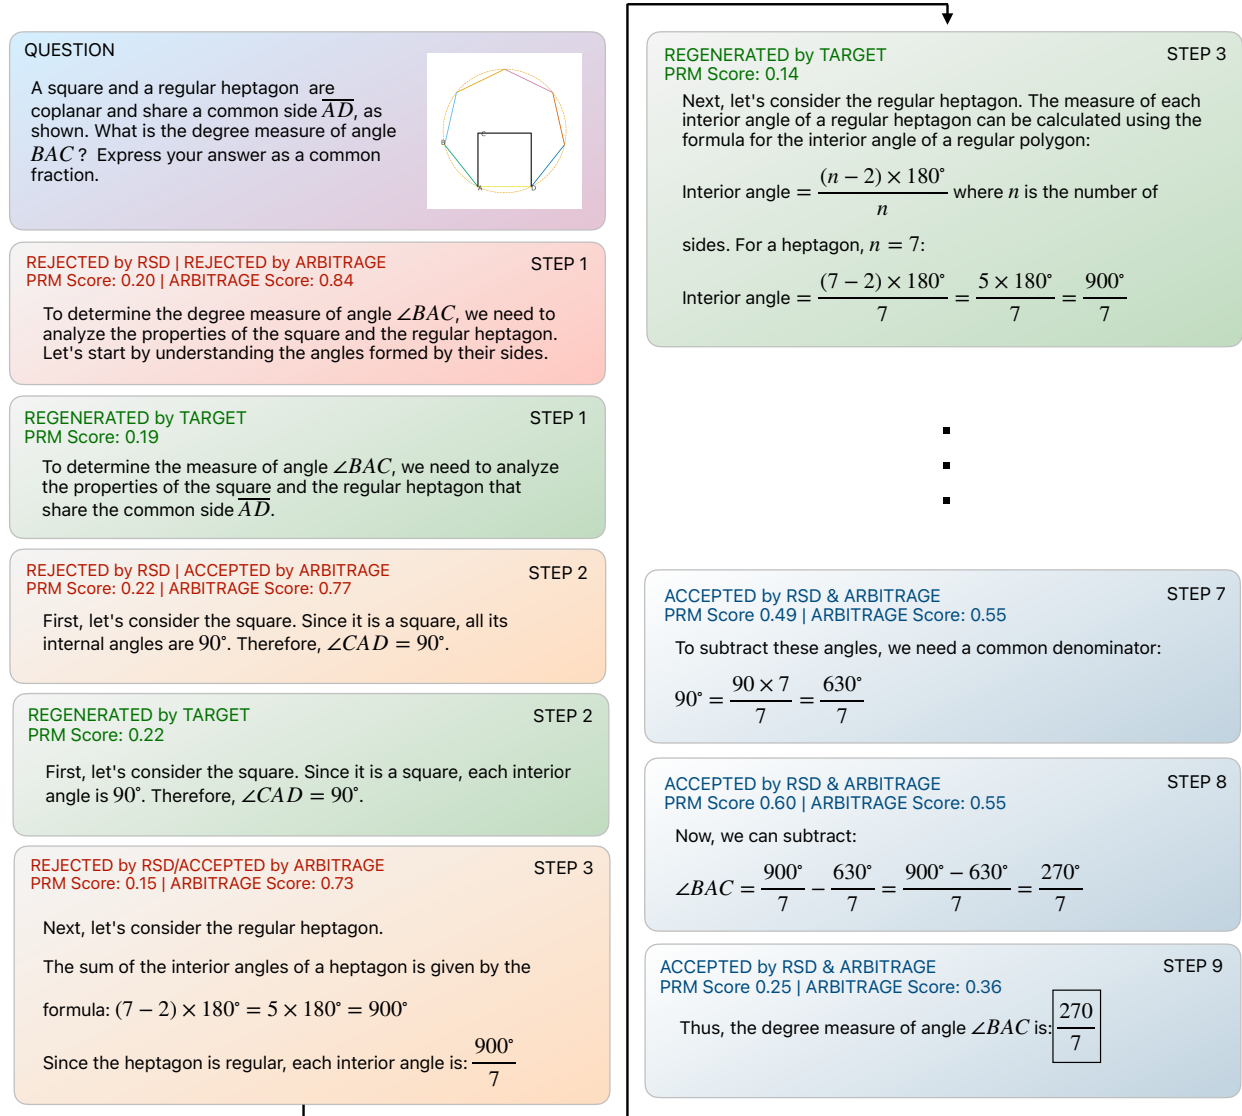 QUESTION
A square and a regular heptagon are
coplanar and share a common side $\overline{AD}$, as
shown. What is the degree measure of angle
$BAC$ ? Express your answer as a common
fraction.
B
C
A
D
REJECTED by RSD | REJECTED by ARBITRAGE
STEP 1
PRM Score: 0.20 | ARBITRAGE Score: 0.84
To determine the degree measure of angle ∠BAC, we need to
analyze the properties of the square and the regular heptagon.
Let's start by understanding the angles formed by their sides.
REGENERATED by TARGET
STEP 1
PRM Score: 0.19
To determine the measure of angle ∠BAC, we need to analyze
the properties of the square and the regular heptagon that
share the common side $\overline{AD}$.
REJECTED by RSD | ACCEPTED by ARBITRAGE
STEP 2
PRM Score: 0.22 | ARBITRAGE Score: 0.77
First, let's consider the square. Since it is a square, all its
internal angles are 90°. Therefore, ∠CAD = 90°.
REGENERATED by TARGET
STEP 2
PRM Score: 0.22
First, let's consider the square. Since it is a square, each interior
angle is 90°. Therefore, ∠CAD = 90°.
REJECTED by RSD/ACCEPTED by ARBITRAGE
STEP 3
PRM Score: 0.15 | ARBITRAGE Score: 0.73
Next, let's consider the regular heptagon.
The sum of the interior angles of a heptagon is given by the
formula: (7 − 2) × 180° = 5 × 180° = 900°
Since the heptagon is regular, each interior angle is: $\frac{900°}{7}$
REGENERATED by TARGET
STEP 3
PRM Score: 0.14
Next, let's consider the regular heptagon. The measure of each
interior angle of a regular heptagon can be calculated using the
formula for the interior angle of a regular polygon:
Interior angle = $\frac{(n − 2) × 180°}{n}$ where $n$ is the number of
sides. For a heptagon, $n = 7$:
Interior angle = $\frac{(7 − 2) × 180°}{7} = \frac{5 × 180°}{7} = \frac{900°}{7}$
ACCEPTED by RSD & ARBITRAGE
STEP 7
PRM Score 0.49 | ARBITRAGE Score: 0.55
To subtract these angles, we need a common denominator:
$90° = \frac{90 × 7}{7} = \frac{630°}{7}$
ACCEPTED by RSD & ARBITRAGE
STEP 8
PRM Score 0.60 | ARBITRAGE Score: 0.55
Now, we can subtract:
$∠BAC = \frac{900°}{7} − \frac{630°}{7} = \frac{900° − 630°}{7} = \frac{270°}{7}$
ACCEPTED by RSD & ARBITRAGE
STEP 9
PRM Score 0.25 | ARBITRAGE Score: 0.36
Thus, the degree measure of angle ∠BAC is: $\boxed{\frac{270}{7}}$